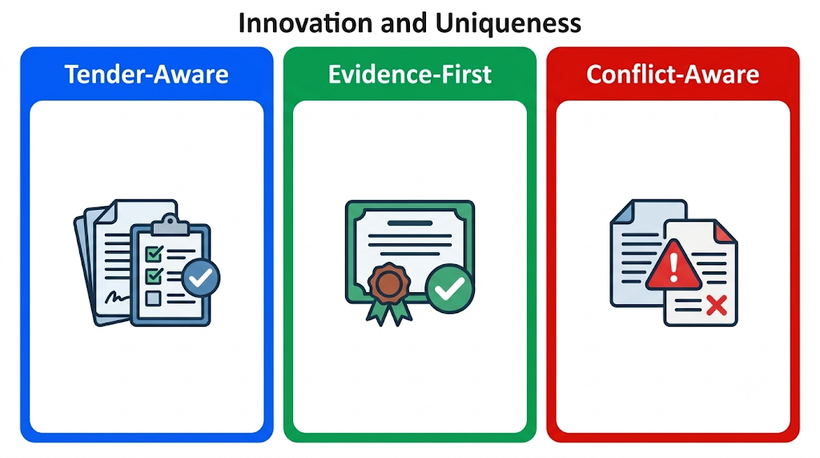 Innovation and Uniqueness
Tender-Aware
Evidence-First
Conflict-Aware